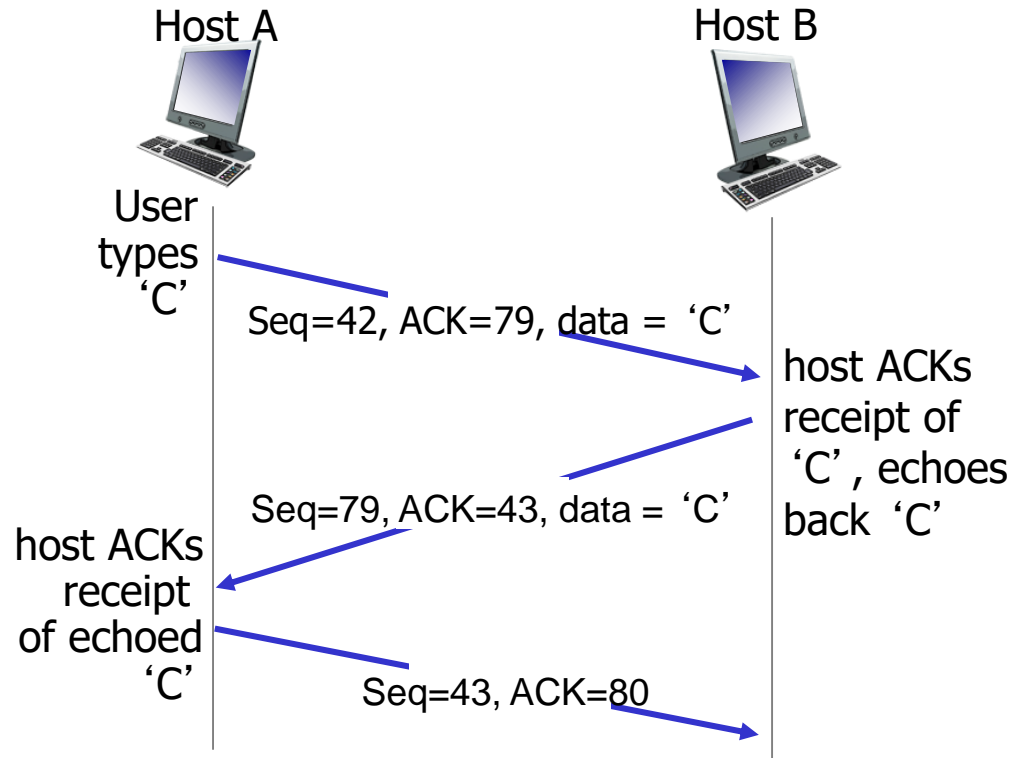 Host A
Host B
User
types
‘C’
Seq=42, ACK=79, data = ‘C’
host ACKs
receipt of
‘C’, echoes
back ‘C’
Seq=79, ACK=43, data = ‘C’
host ACKs
receipt
of echoed
‘C’
Seq=43, ACK=80